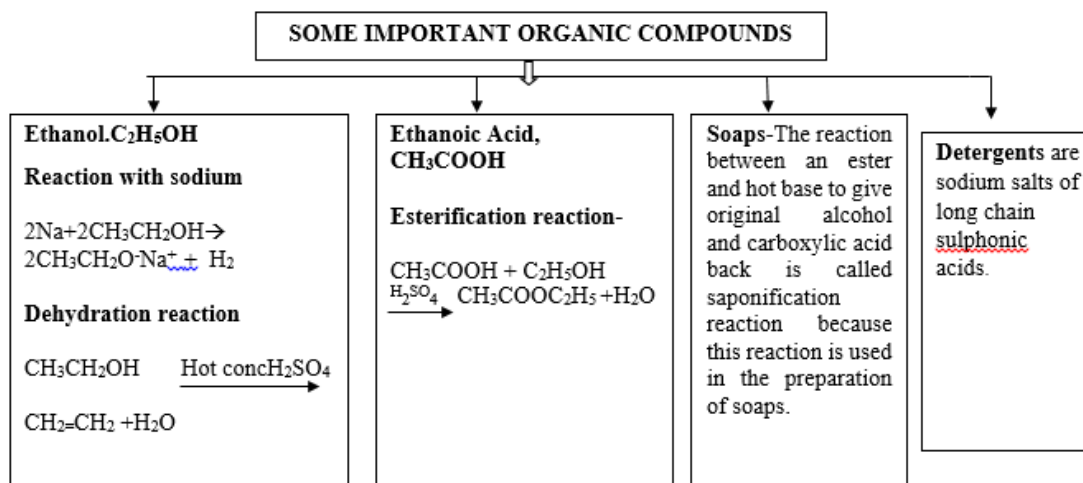 SOME IMPORTANT ORGANIC COMPOUNDS
Ethanol.C₂H₅OH
Reaction with sodium
2Na+2CH₃CH₂OH→
2CH₃CH₂O⁻Na⁺ + H₂
Dehydration reaction
CH₃CH₂OH Hot concH₂SO₄
CH₂=CH₂ +H₂O
Ethanoic Acid,
CH₃COOH
Esterification reaction-
CH₃COOH + C₂H₅OH
H₂SO₄ CH₃COOC₂H₅ +H₂O
Soaps-The reaction
between an ester
and hot base to give
original alcohol
and carboxylic acid
back is called
saponification
reaction because
this reaction is used
in the preparation
of soaps.
Detergents are
sodium salts of
long chain
sulphonic
acids.